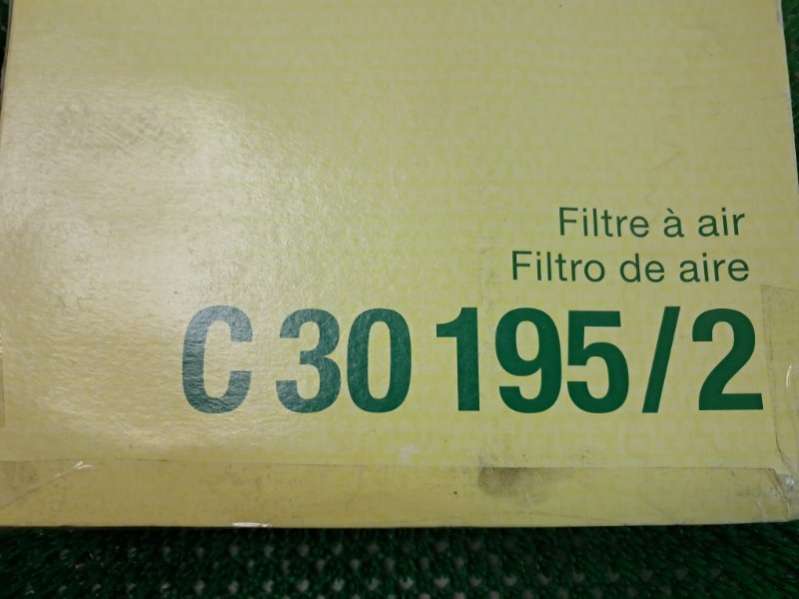 Filtre à air
Filtro de aire
C 30 195/2